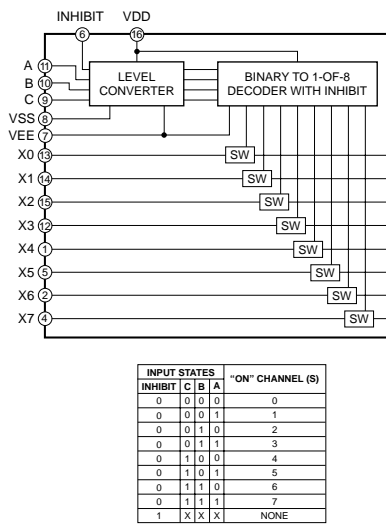 INHIBIT VDD
6 16
A 11
B 10
C 9
VSS 8
VEE 7
LEVEL
CONVERTER
BINARY TO 1-OF-8
DECODER WITH INHIBIT
X0 13 SW
X1 14 SW
X2 15 SW
X3 12 SW
X4 1 SW
X5 5 SW
X6 2 SW
X7 4 SW
INPUT STATES "ON" CHANNEL (S)
INHIBIT C B A
0 0 0 0 0
0 0 0 1 1
0 0 1 0 2
0 0 1 1 3
0 1 0 0 4
0 1 0 1 5
0 1 1 0 6
0 1 1 1 7
1 X X X NONE